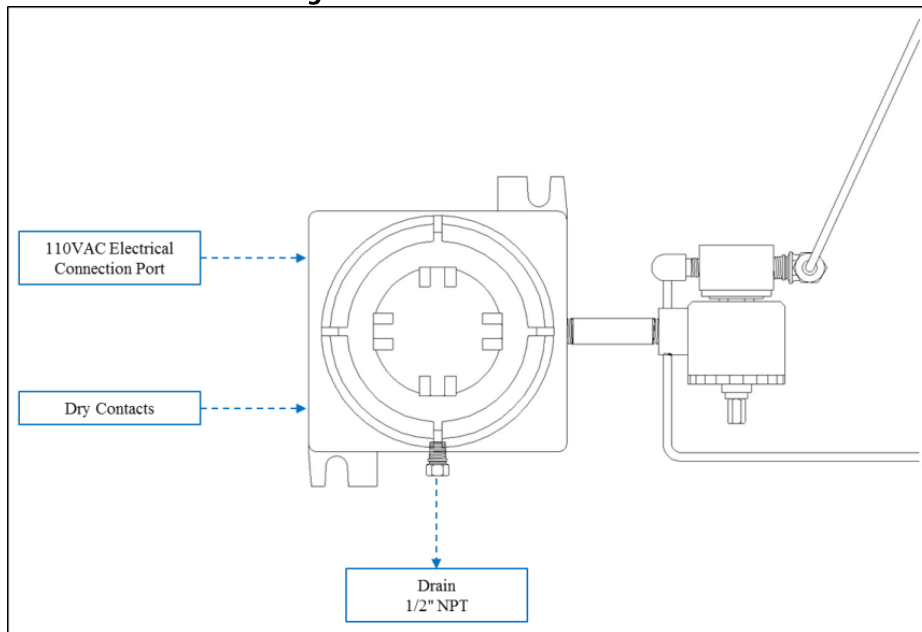 110VAC Electrical
Connection Port
Dry Contacts
Drain
1/2" NPT